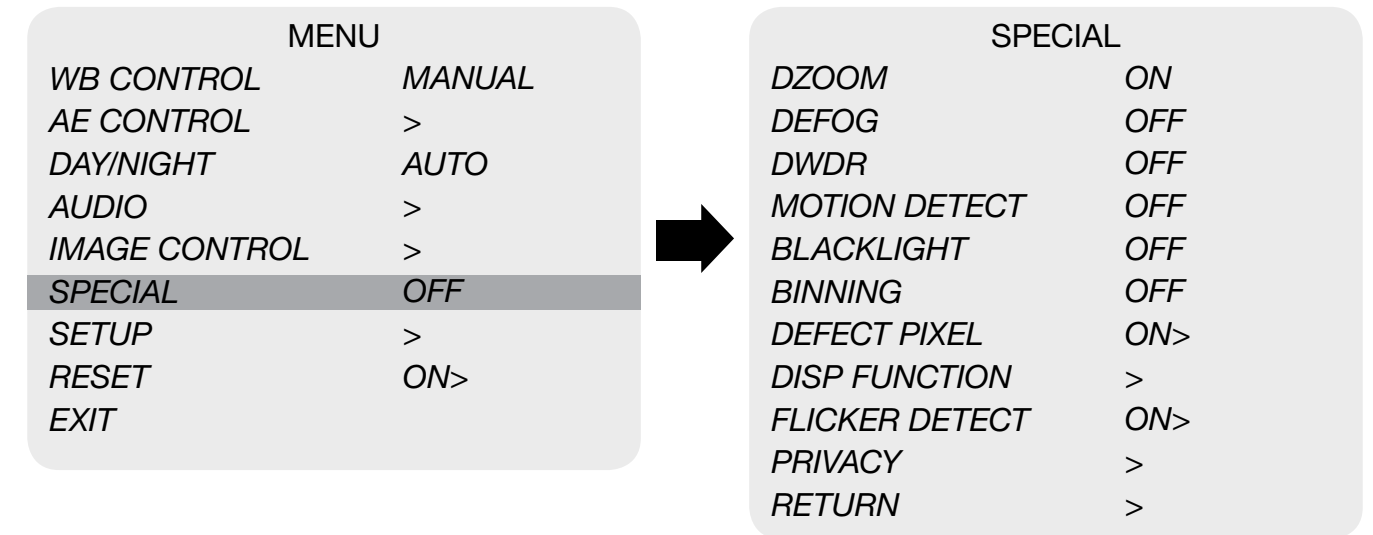 MENU
WB CONTROL MANUAL
AE CONTROL >
DAY/NIGHT AUTO
AUDIO >
IMAGE CONTROL >
SPECIAL OFF
SETUP >
RESET ON>
EXIT
SPECIAL
DZOOM ON
DEFOG OFF
DWDR OFF
MOTION DETECT OFF
BLACKLIGHT OFF
BINNING OFF
DEFECT PIXEL ON>
DISP FUNCTION >
FLICKER DETECT ON>
PRIVACY >
RETURN >